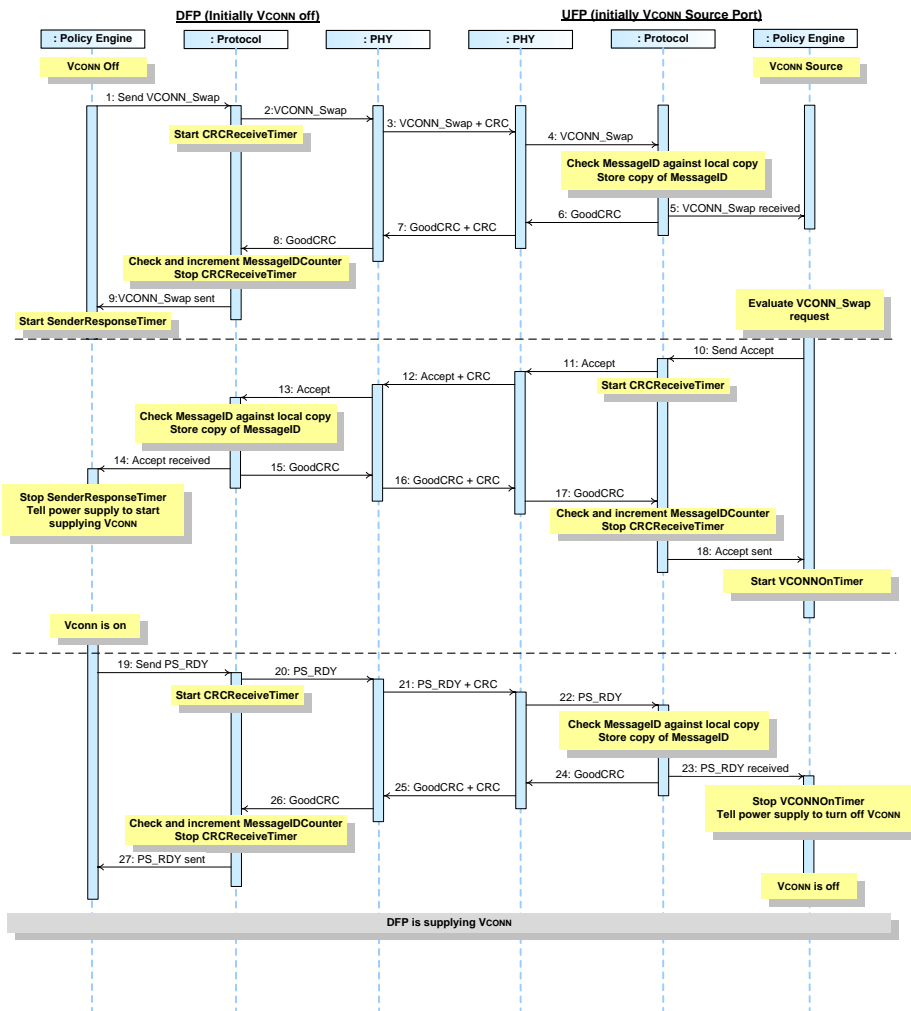 DFP (Initially VCONN off)
UFP (initially VCONN Source Port)
: Policy Engine
: Protocol
: PHY
: PHY
: Protocol
: Policy Engine
VCONN Off
VCONN Source
1: Send VCONN_Swap
2:VCONN_Swap
Start CRCReceiveTimer
3: VCONN_Swap + CRC
4: VCONN_Swap
Check MessageID against local copy
Store copy of MessageID
5: VCONN_Swap received
6: GoodCRC
7: GoodCRC + CRC
8: GoodCRC
Check and increment MessageIDCounter
Stop CRCReceiveTimer
9:VCONN_Swap sent
Start SenderResponseTimer
Evaluate VCONN_Swap
request
10: Send Accept
11: Accept
Start CRCReceiveTimer
12: Accept + CRC
13: Accept
Check MessageID against local copy
Store copy of MessageID
14: Accept received
15: GoodCRC
16: GoodCRC + CRC
17: GoodCRC
Stop SenderResponseTimer
Tell power supply to start
supplying VCONN
Check and increment MessageIDCounter
Stop CRCReceiveTimer
18: Accept sent
Start VCONNOnTimer
Vconn is on
19: Send PS_RDY
20: PS_RDY
Start CRCReceiveTimer
21: PS_RDY + CRC
22: PS_RDY
Check MessageID against local copy
Store copy of MessageID
23: PS_RDY received
24: GoodCRC
25: GoodCRC + CRC
26: GoodCRC
Stop VCONNOnTimer
Tell power supply to turn off VCONN
Check and increment MessageIDCounter
Stop CRCReceiveTimer
27: PS_RDY sent
VCONN is off
DFP is supplying VCONN